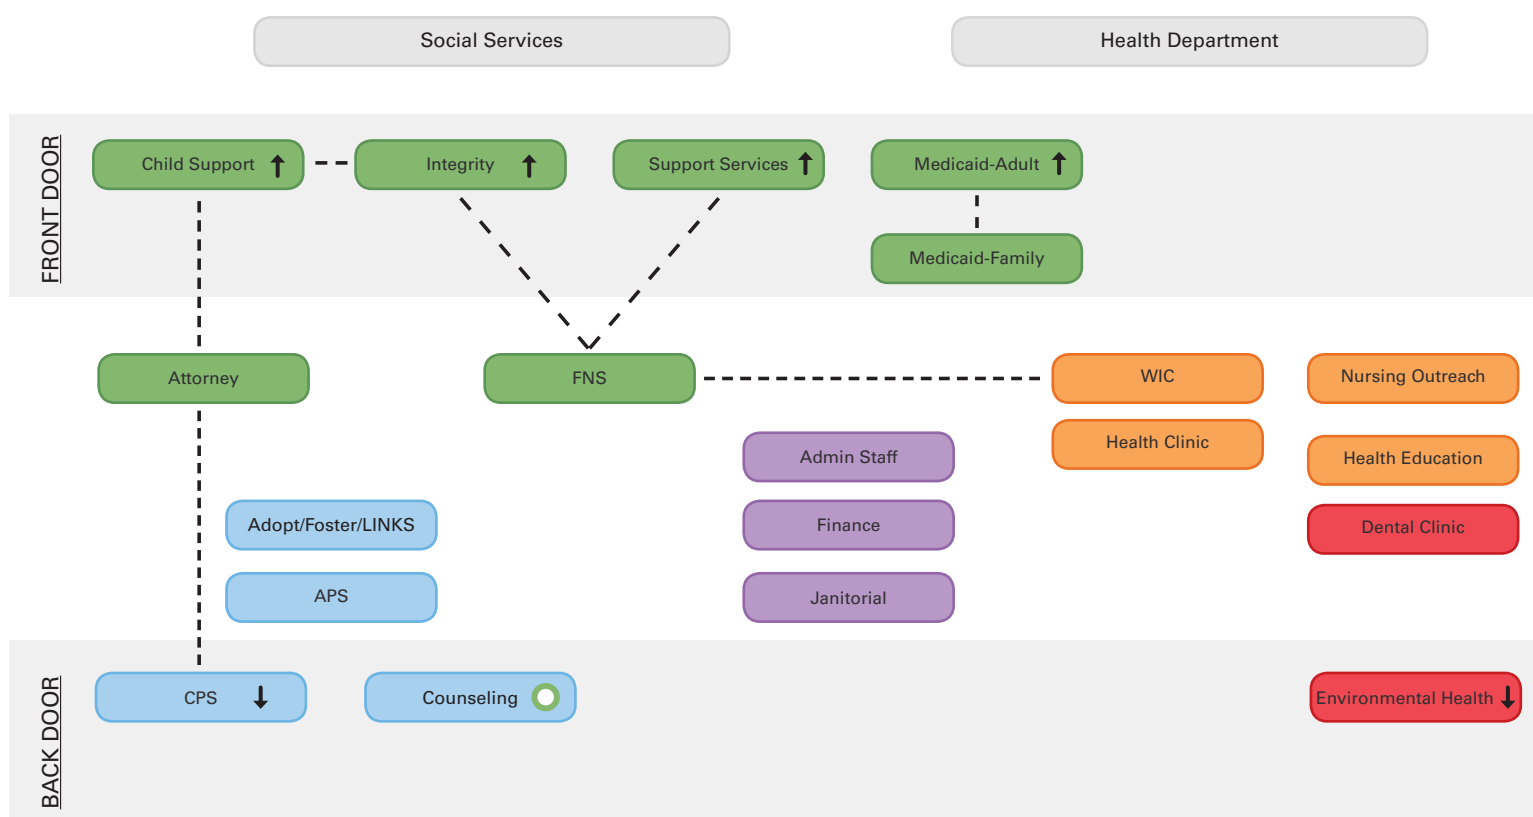 Social Services
Health Department
FRONT DOOR
Child Support
Integrity
Support Services
Medicaid-Adult
Medicaid-Family
Attorney
FNS
WIC
Nursing Outreach
Health Clinic
Admin Staff
Health Education
Adopt/Foster/LINKS
Finance
Dental Clinic
APS
Janitorial
BACK DOOR
CPS
Counseling
Environmental Health